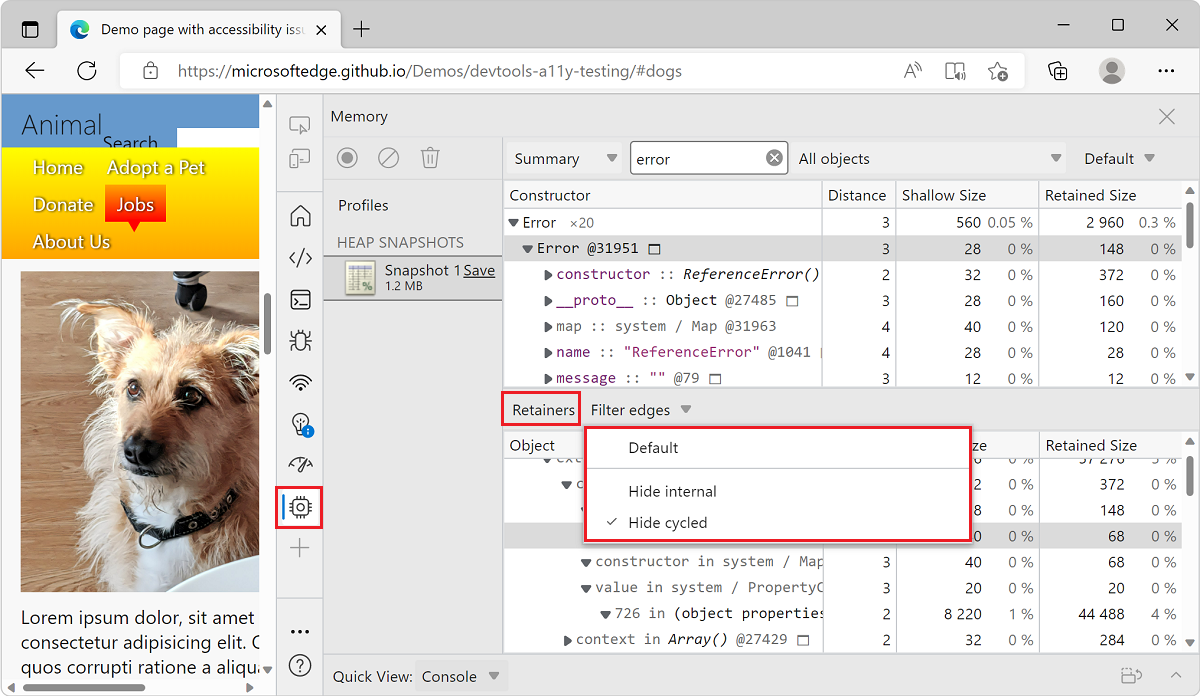 Demo page with accessibility iss
https://microsoftedge.github.io/Demos/devtools-a11y-testing/#dogs
Animal
Search
Home Adopt a Pet
Donate Jobs
About Us
Lorem ipsum dolor, sit amet
consectetur adipisicing elit.
quos corrupti ratione a aliqua
Memory
Profiles
HEAP SNAPSHOTS
Snapshot 1 Save
1.2 MB
Summary error All objects Default
Constructor Distance Shallow Size Retained Size
Error ×20 3 560 0.05 % 2 960 0.3 %
Error @31951 3 28 0 % 148 0 %
constructor :: ReferenceError() 2 32 0 % 372 0 %
__proto__ :: Object @27485 3 28 0 % 160 0 %
map :: system / Map @31963 4 40 0 % 120 0 %
name :: "ReferenceError" @1041 4 28 0 % 28 0 %
message :: "" @79 3 12 0 % 12 0 %
Retainers Filter edges
Default
Hide internal
Hide cycled
Object Retained Size
0 % 372 0 %
0 % 148 0 %
0 % 68 0 %
constructor in system / Map 3 40 0 % 68 0 %
value in system / PropertyC 3 20 0 % 20 0 %
726 in (object properties 2 8 220 1 % 44 488 4 %
context in Array() @27429 2 32 0 % 284 0 %
Quick View: Console